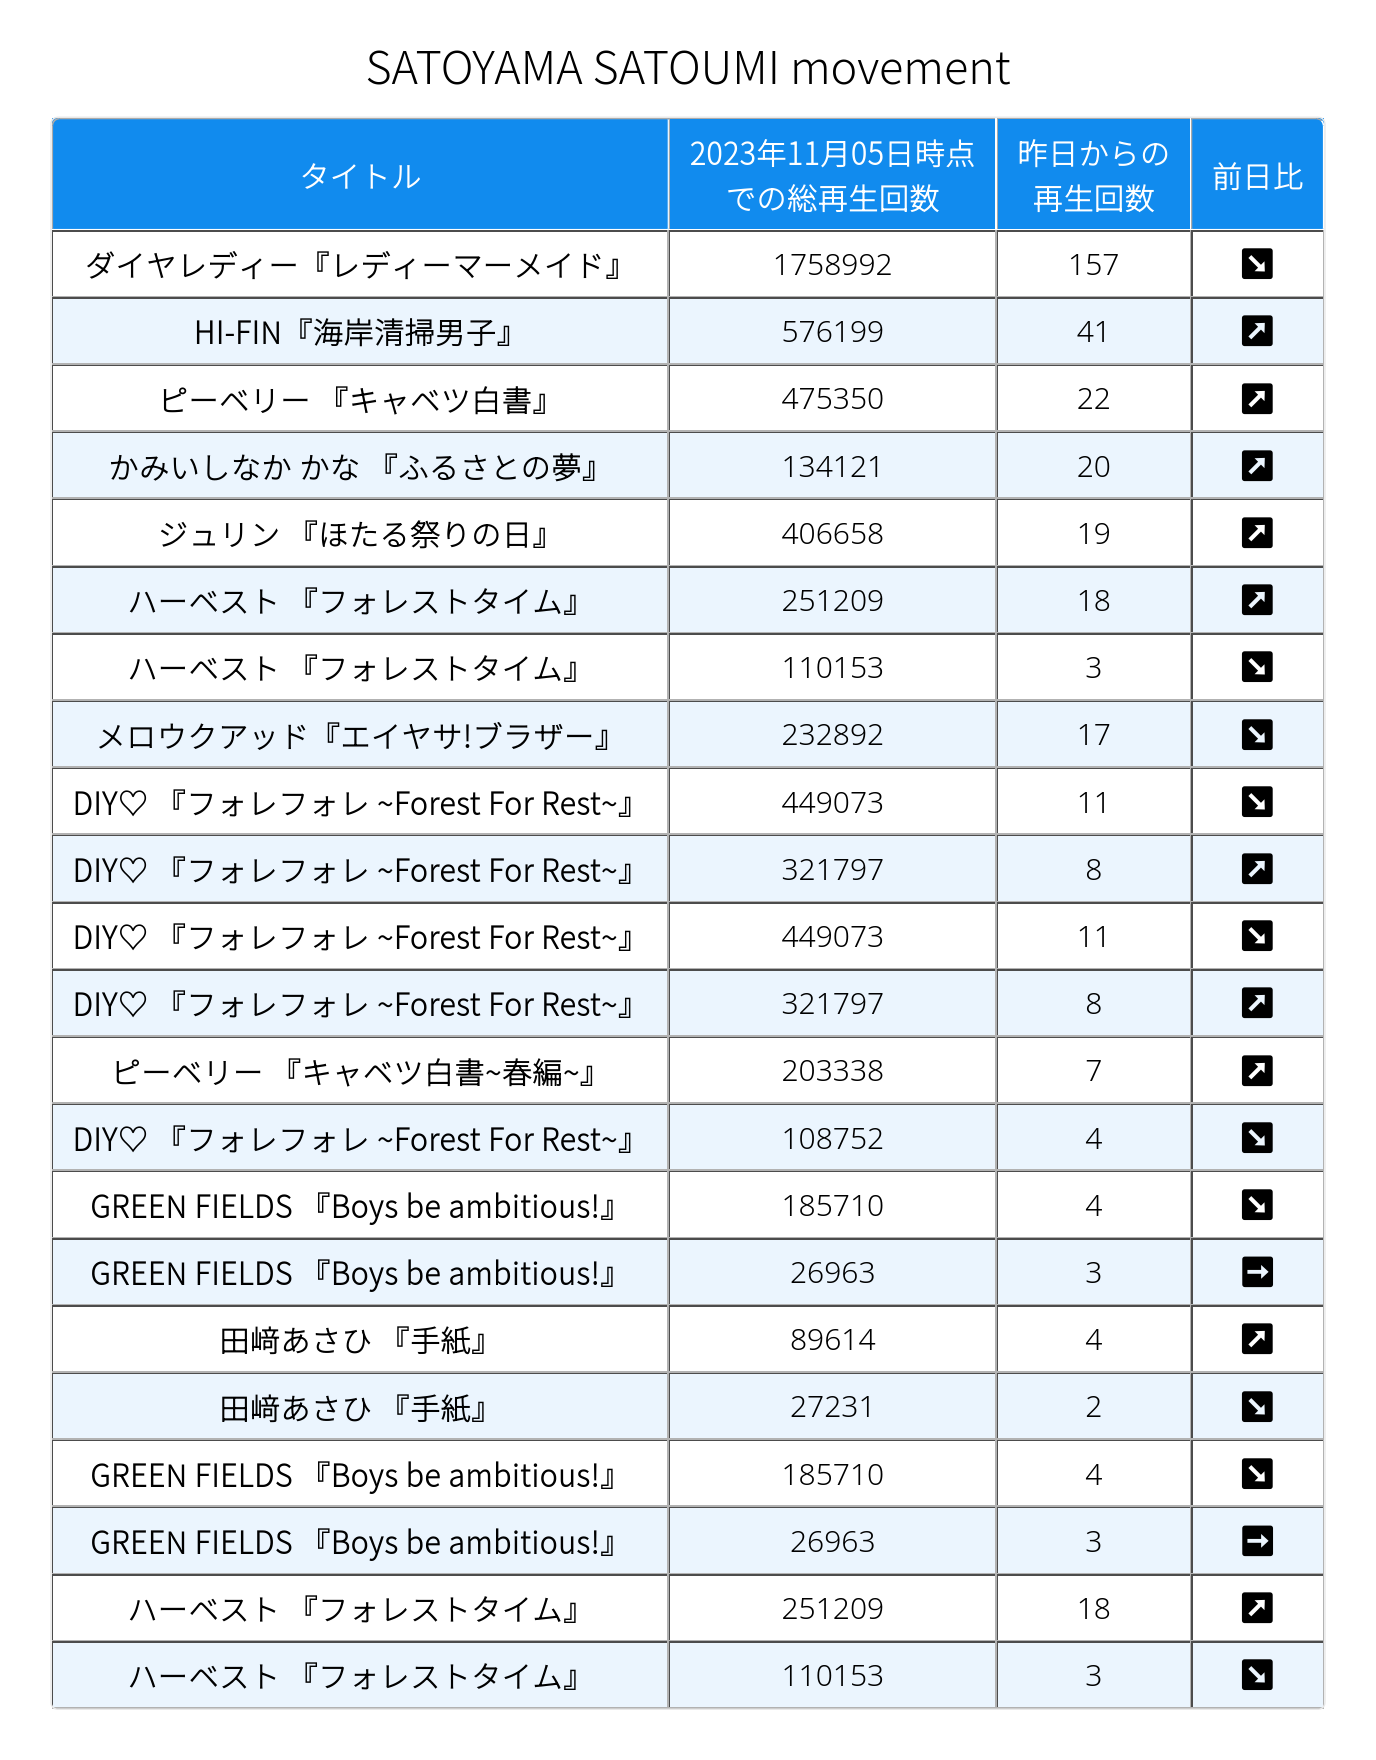 SATOYAMA SATOUMI movement
タイトル 2023年11月05日時点での総再生回数 昨日からの再生回数 前日比
ダイヤレディー『レディーマーメイド』 1758992 157 ↘
HI-FIN『海岸清掃男子』 576199 41 ↗
ピーベリー 『キャベツ白書』 475350 22 ↗
かみいしなか かな 『ふるさとの夢』 134121 20 ↗
ジュリン 『ほたる祭りの日』 406658 19 ↗
ハーベスト 『フォレストタイム』 251209 18 ↗
ハーベスト 『フォレストタイム』 110153 3 ↘
メロウクアッド『エイヤサ!ブラザー』 232892 17 ↘
DIY♡ 『フォレフォレ ~Forest For Rest~』 449073 11 ↘
DIY♡ 『フォレフォレ ~Forest For Rest~』 321797 8 ↗
DIY♡ 『フォレフォレ ~Forest For Rest~』 449073 11 ↘
DIY♡ 『フォレフォレ ~Forest For Rest~』 321797 8 ↗
ピーベリー 『キャベツ白書~春編~』 203338 7 ↗
DIY♡ 『フォレフォレ ~Forest For Rest~』 108752 4 ↘
GREEN FIELDS 『Boys be ambitious!』 185710 4 ↘
GREEN FIELDS 『Boys be ambitious!』 26963 3 →
田﨑あさひ 『手紙』 89614 4 ↗
田﨑あさひ 『手紙』 27231 2 ↘
GREEN FIELDS 『Boys be ambitious!』 185710 4 ↘
GREEN FIELDS 『Boys be ambitious!』 26963 3 →
ハーベスト 『フォレストタイム』 251209 18 ↗
ハーベスト 『フォレストタイム』 110153 3 ↘